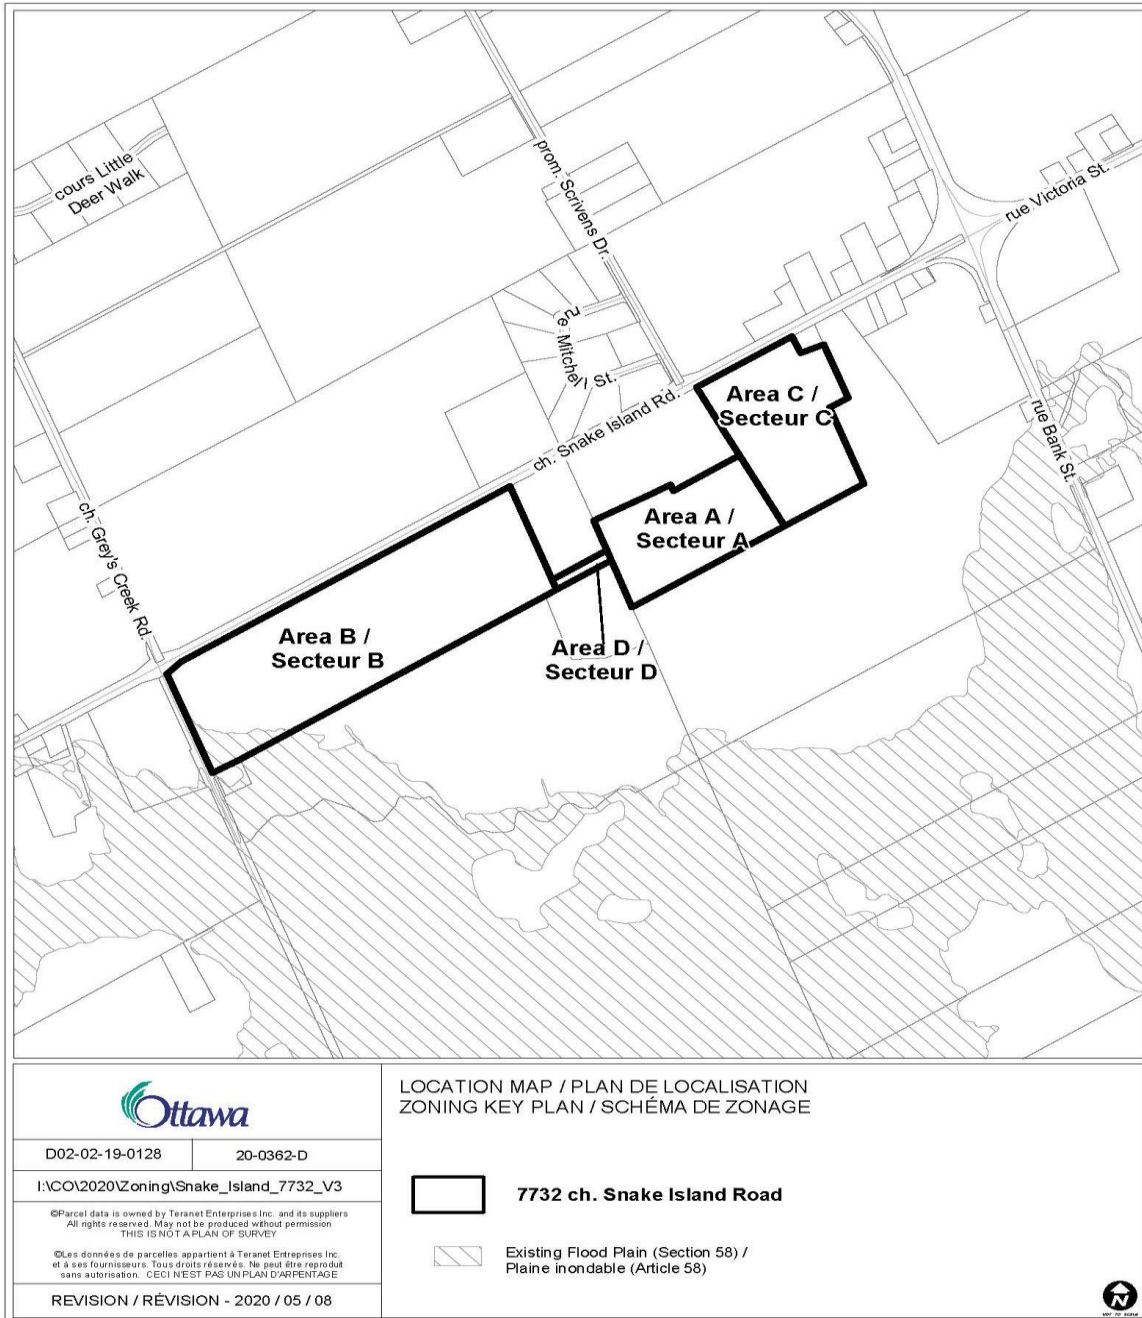 cours Little
Deer Walk
prom. Scrivens Dr.
rue Victoria St.
rue Mitchell St.
ch. Snake Island Rd.
Area C /
Secteur C
rue Bank St.
Area A /
Secteur A
ch. Grey's Creek Rd.
Area B /
Secteur B
Area D /
Secteur D
Ottawa
D02-02-19-0128
20-0362-D
I:\CO\2020\Zoning\Snake_Island_7732_V3
©Parcel data is owned by Teranet Enterprises Inc. and its suppliers
All rights reserved. May not be produced without permission
THIS IS NOT A PLAN OF SURVEY
©Les données de parcelles appartient à Teranet Entreprises Inc.
et à ses fournisseurs. Tous droits réservés. Ne peut être reproduit
sans autorisation. CECI N'EST PAS UN PLAN D'ARPENTAGE
REVISION / RÉVISION - 2020 / 05 / 08
LOCATION MAP / PLAN DE LOCALISATION
ZONING KEY PLAN / SCHÉMA DE ZONAGE
7732 ch. Snake Island Road
Existing Flood Plain (Section 58) /
Plaine inondable (Article 58)
N
NOT TO SCALE